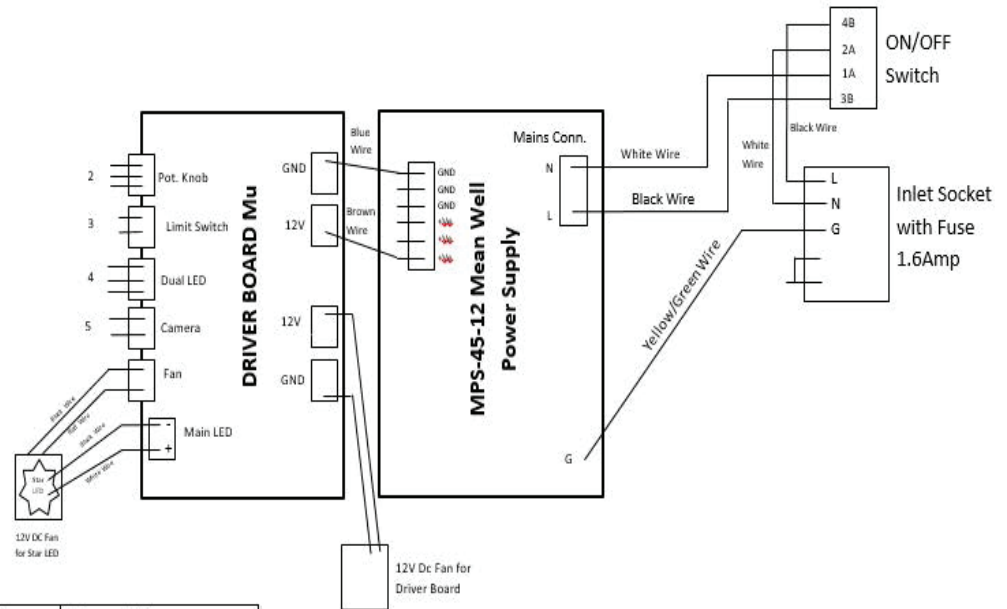 4B
2A
1A
3B
ON/OFF
Switch
Black Wire
White
Wire
L
N
G
Inlet Socket
with Fuse
1.6Amp
Mains Conn.
N
L
White Wire
Black Wire
Yellow/Green Wire
MPS-45-12 Mean Well
Power Supply
G
GND
GND
GND
Blue
Wire
Brown
Wire
GND
12V
12V
GND
DRIVER BOARD Mu
2
Pot. Knob
3
Limit Switch
4
Dual LED
5
Camera
Fan
Main LED
-
+
Black Wire
Red Wire
Black Wire
White Wire
Star
LED
12V DC Fan
for Star LED
12V Dc Fan for
Driver Board